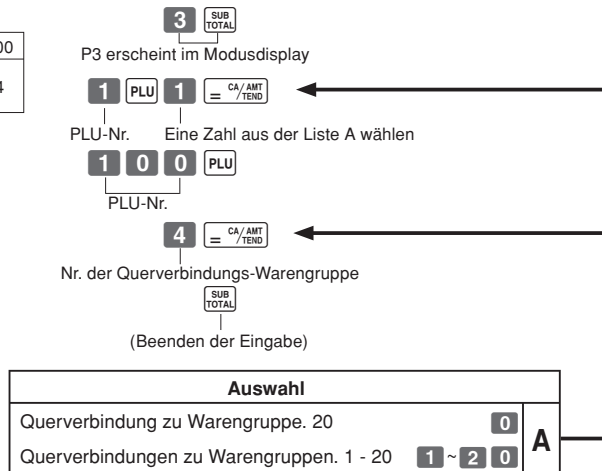 3 SUB TOTAL
00
P3 erscheint im Modusdisplay
4
1 PLU 1 = CA/AMT TEND
PLU-Nr. Eine Zahl aus der Liste A wählen
1 0 0 PLU
PLU-Nr.
4 = CA/AMT TEND
Nr. der Querverbindungs-Warengruppe
SUB TOTAL
(Beenden der Eingabe)
Auswahl
Querverbindung zu Warengruppe. 20 0
A
Querverbindungen zu Warengruppen. 1 - 20 1 ~ 2 0